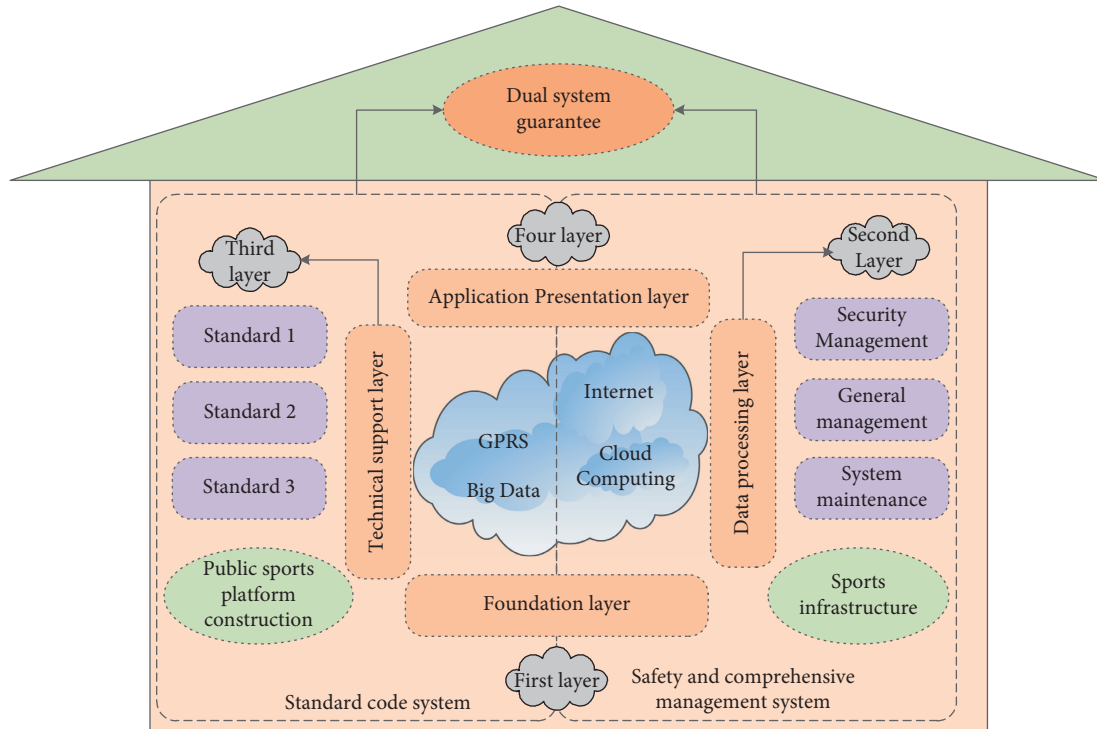 Dual system
guarantee
Four layer
Third
layer
Second
Layer
Application Presentation layer
Standard 1
Standard 2
Standard 3
Technical support layer
Internet
GPRS
Cloud
Computing
Big Data
Data processing layer
Security
Management
General
management
System
maintenance
Public sports
platform
construction
Foundation layer
Sports
infrastructure
First layer
Standard code system
Safety and comprehensive
management system